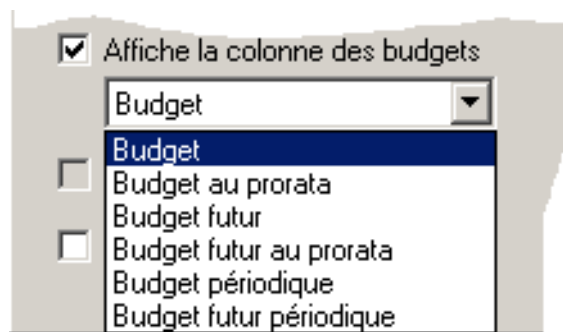 Affiche la colonne des budgets
Budget
Budget
Budget au prorata
Budget futur
Budget futur au prorata
Budget périodique
Budget futur périodique